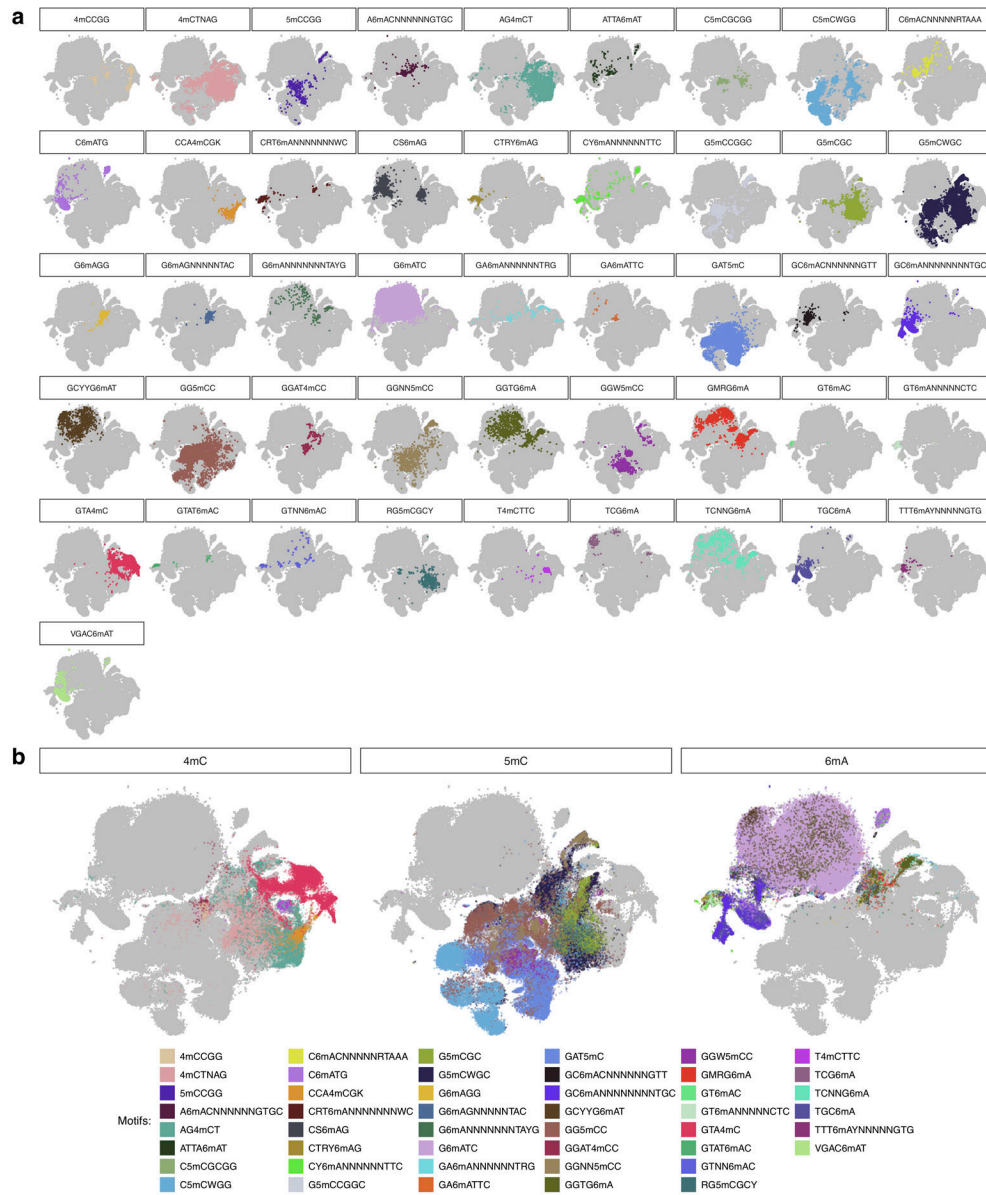 a
4mCCGG 4mCTNAG 5mCCGG A6mACNNNNNNGTGC AG4mCT ATTA6mAT C5mCGCGG C5mCWGG C6mACNNNNNRTAAA
C6mATG CCA4mCGK CRT6mANNNNNNNWC CS6mAG CTRY6mAG CY6mANNNNNNTTC G5mCCGGC G5mCGC G5mCWGC
G6mAGG G6mAGNNNNNTAC G6mANNNNNNNTAYG G6mATC GA6mANNNNNNTRG GA6mATTC GAT5mC GC6mACNNNNNNGTT GC6mANNNNNNNNTGC
GCYYG6mAT GG5mCC GGAT4mCC GGNN5mCC GGTG6mA GGW5mCC GMRG6mA GT6mAC GT6mANNNNNCTC
GTA4mC GTAT6mAC GTNN6mAC RG5mCGCY T4mCTTC TCG6mA TCNNG6mA TGC6mA TTT6mAYNNNNNGTG
VGAC6mAT
b
4mC 5mC 6mA
Motifs:
4mCCGG C6mACNNNNNRTAAA G5mCGC GAT5mC GGW5mCC T4mCTTC
4mCTNAG C6mATG G5mCWGC GC6mACNNNNNNGTT GMRG6mA TCG6mA
5mCCGG CCA4mCGK G6mAGG GC6mANNNNNNNNTGC GT6mAC TCNNG6mA
A6mACNNNNNNGTGC CRT6mANNNNNNNWC G6mAGNNNNNTAC GCYYG6mAT GT6mANNNNNCTC TGC6mA
AG4mCT CS6mAG G6mANNNNNNNTAYG GG5mCC GTA4mC TTT6mAYNNNNNGTG
ATTA6mAT CTRY6mAG G6mATC GGAT4mCC GTAT6mAC VGAC6mAT
C5mCGCGG CY6mANNNNNNTTC GA6mANNNNNNTRG GGNN5mCC GTNN6mAC
C5mCWGG G5mCCGGC GA6mATTC GGTG6mA RG5mCGCY